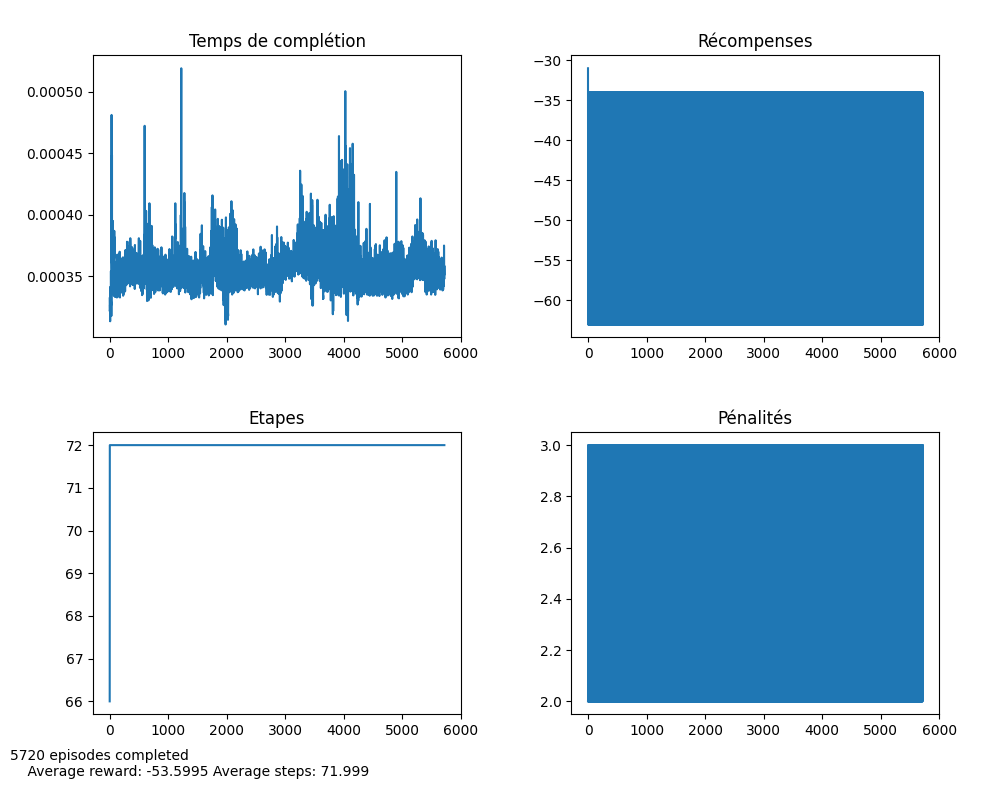 Temps de complétion
0.00050
0.00045
0.00040
0.00035
0 1000 2000 3000 4000 5000 6000
Récompenses
−30
−35
−40
−45
−50
−55
−60
0 1000 2000 3000 4000 5000 6000
Etapes
72
71
70
69
68
67
66
0 1000 2000 3000 4000 5000 6000
Pénalités
3.0
2.8
2.6
2.4
2.2
2.0
0 1000 2000 3000 4000 5000 6000
5720 episodes completed
Average reward: -53.5995 Average steps: 71.999